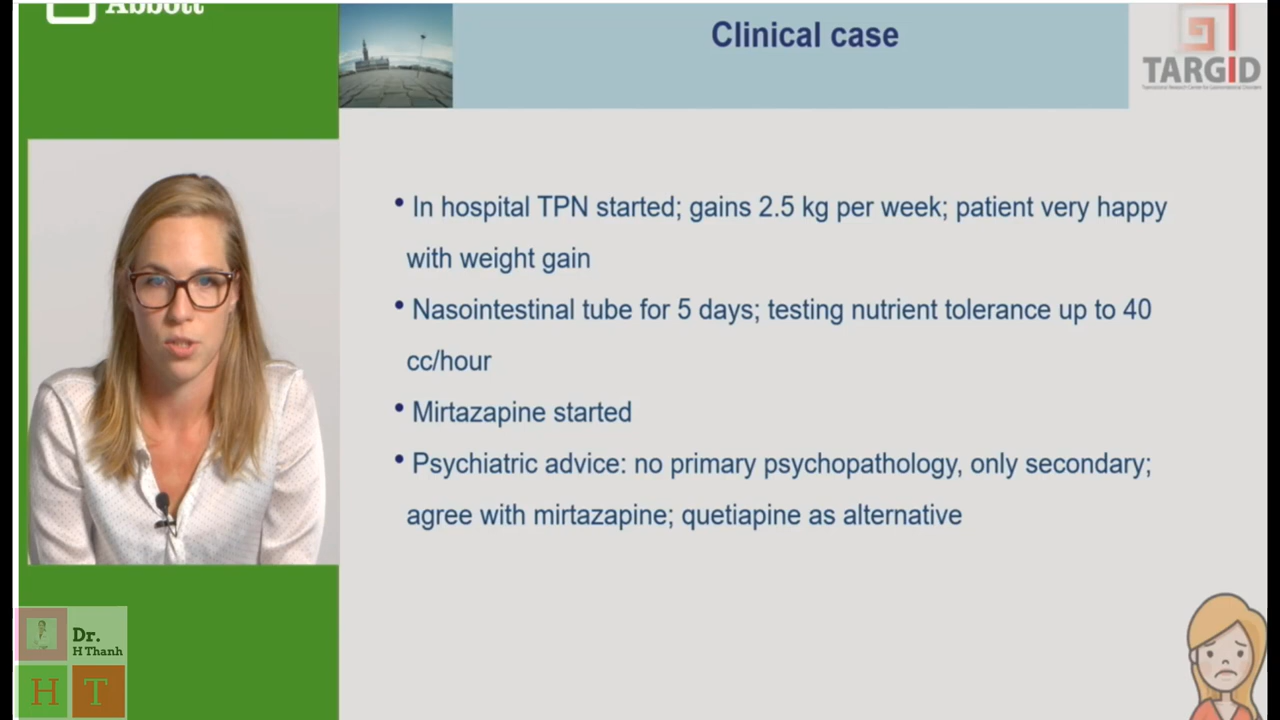 Abbott
Clinical case
TARGID
• In hospital TPN started; gains 2.5 kg per week; patient very happy
with weight gain
• Nasointestinal tube for 5 days; testing nutrient tolerance up to 40
cc/hour
• Mirtazapine started
• Psychiatric advice: no primary psychopathology, only secondary;
agree with mirtazapine; quetiapine as alternative
Dr.
H Thanh
H T